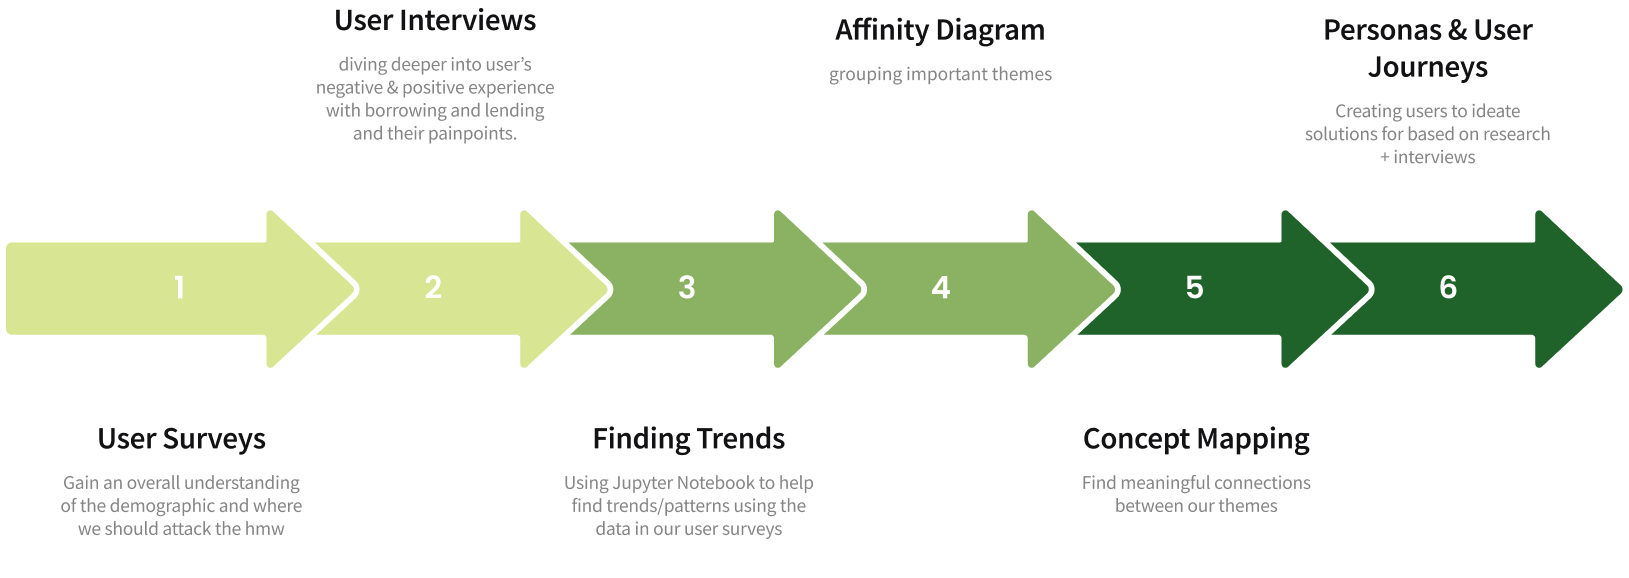 User Interviews
diving deeper into user’s
negative & positive experience
with borrowing and lending
and their painpoints.
Affinity Diagram
grouping important themes
Personas & User
Journeys
Creating users to ideate
solutions for based on research
+ interviews
1
2
3
4
5
6
User Surveys
Gain an overall understanding
of the demographic and where
we should attack the hmw
Finding Trends
Using Jupyter Notebook to help
find trends/patterns using the
data in our user surveys
Concept Mapping
Find meaningful connections
between our themes